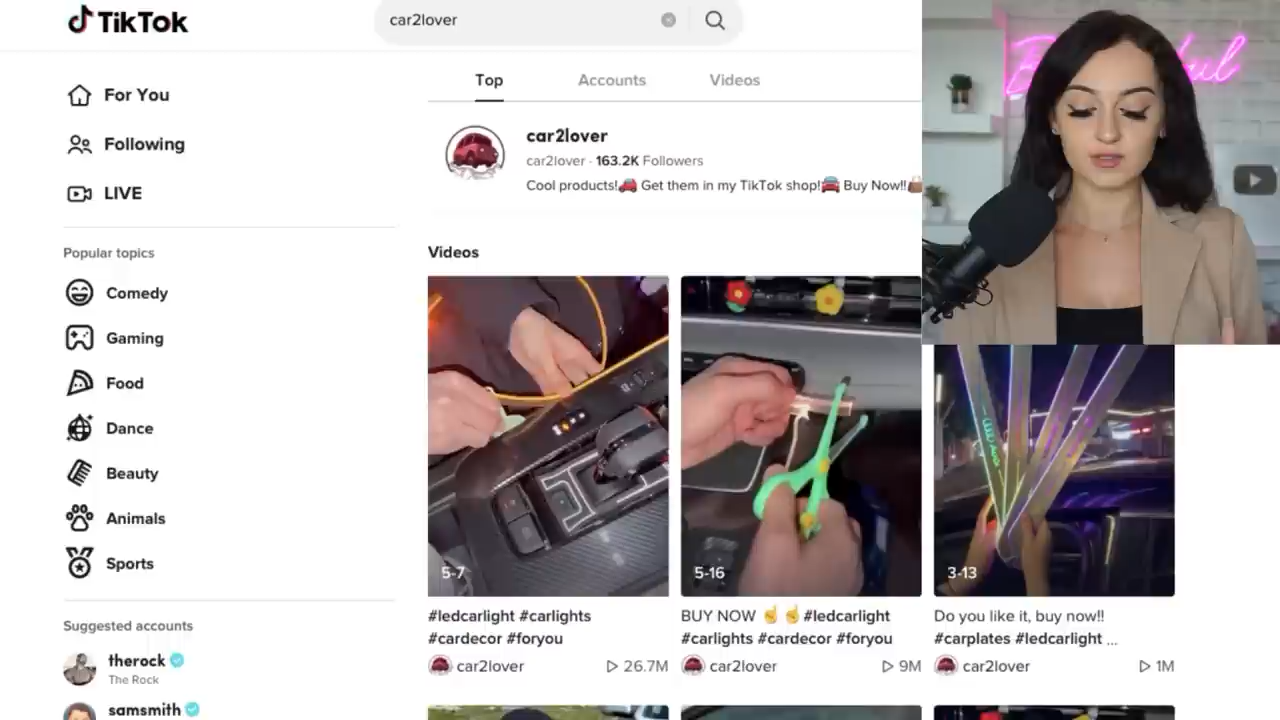 TikTok
car2lover
For You
Following
LIVE
Popular topics
Comedy
Gaming
Food
Dance
Beauty
Animals
Sports
Suggested accounts
therock
The Rock
samsmith
Top
Accounts
Videos
car2lover
car2lover · 163.2K Followers
Cool products!🚗 Get them in my TikTok shop!🚘 Buy Now!!
Videos
5-7
#ledcarlight #carlights
#cardecor #foryou
car2lover
26.7M
5-16
BUY NOW ☝️☝️#ledcarlight
#carlights #cardecor #foryou
car2lover
9M
3-13
Do you like it, buy now!!
#carplates #ledcarlight ...
car2lover
1M